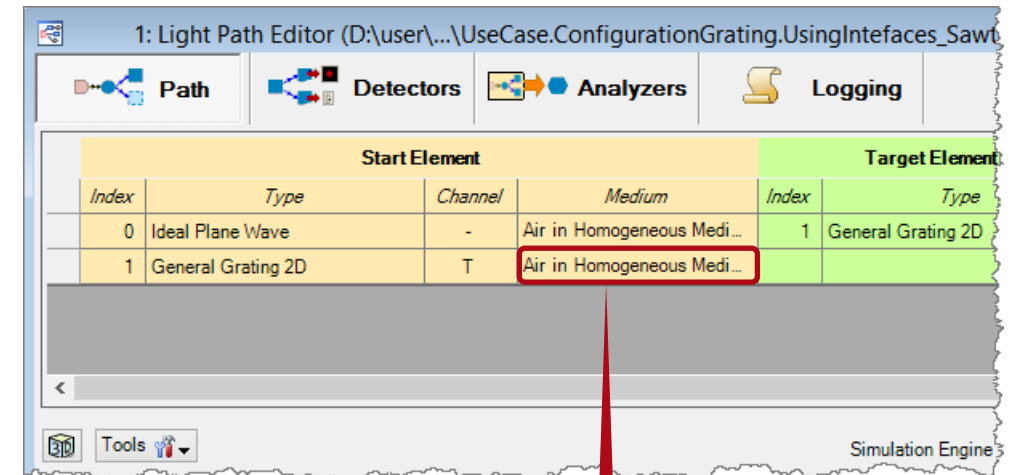 1: Light Path Editor (D:\user\...\UseCase.ConfigurationGrating.UsingIntefaces_Sawt
Path Detectors Analyzers Logging
Start Element Target Element
Index Type Channel Medium Index Type
0 Ideal Plane Wave - Air in Homogeneous Medi... 1 General Grating 2D
1 General Grating 2D T Air in Homogeneous Medi...
3D Tools Simulation Engine